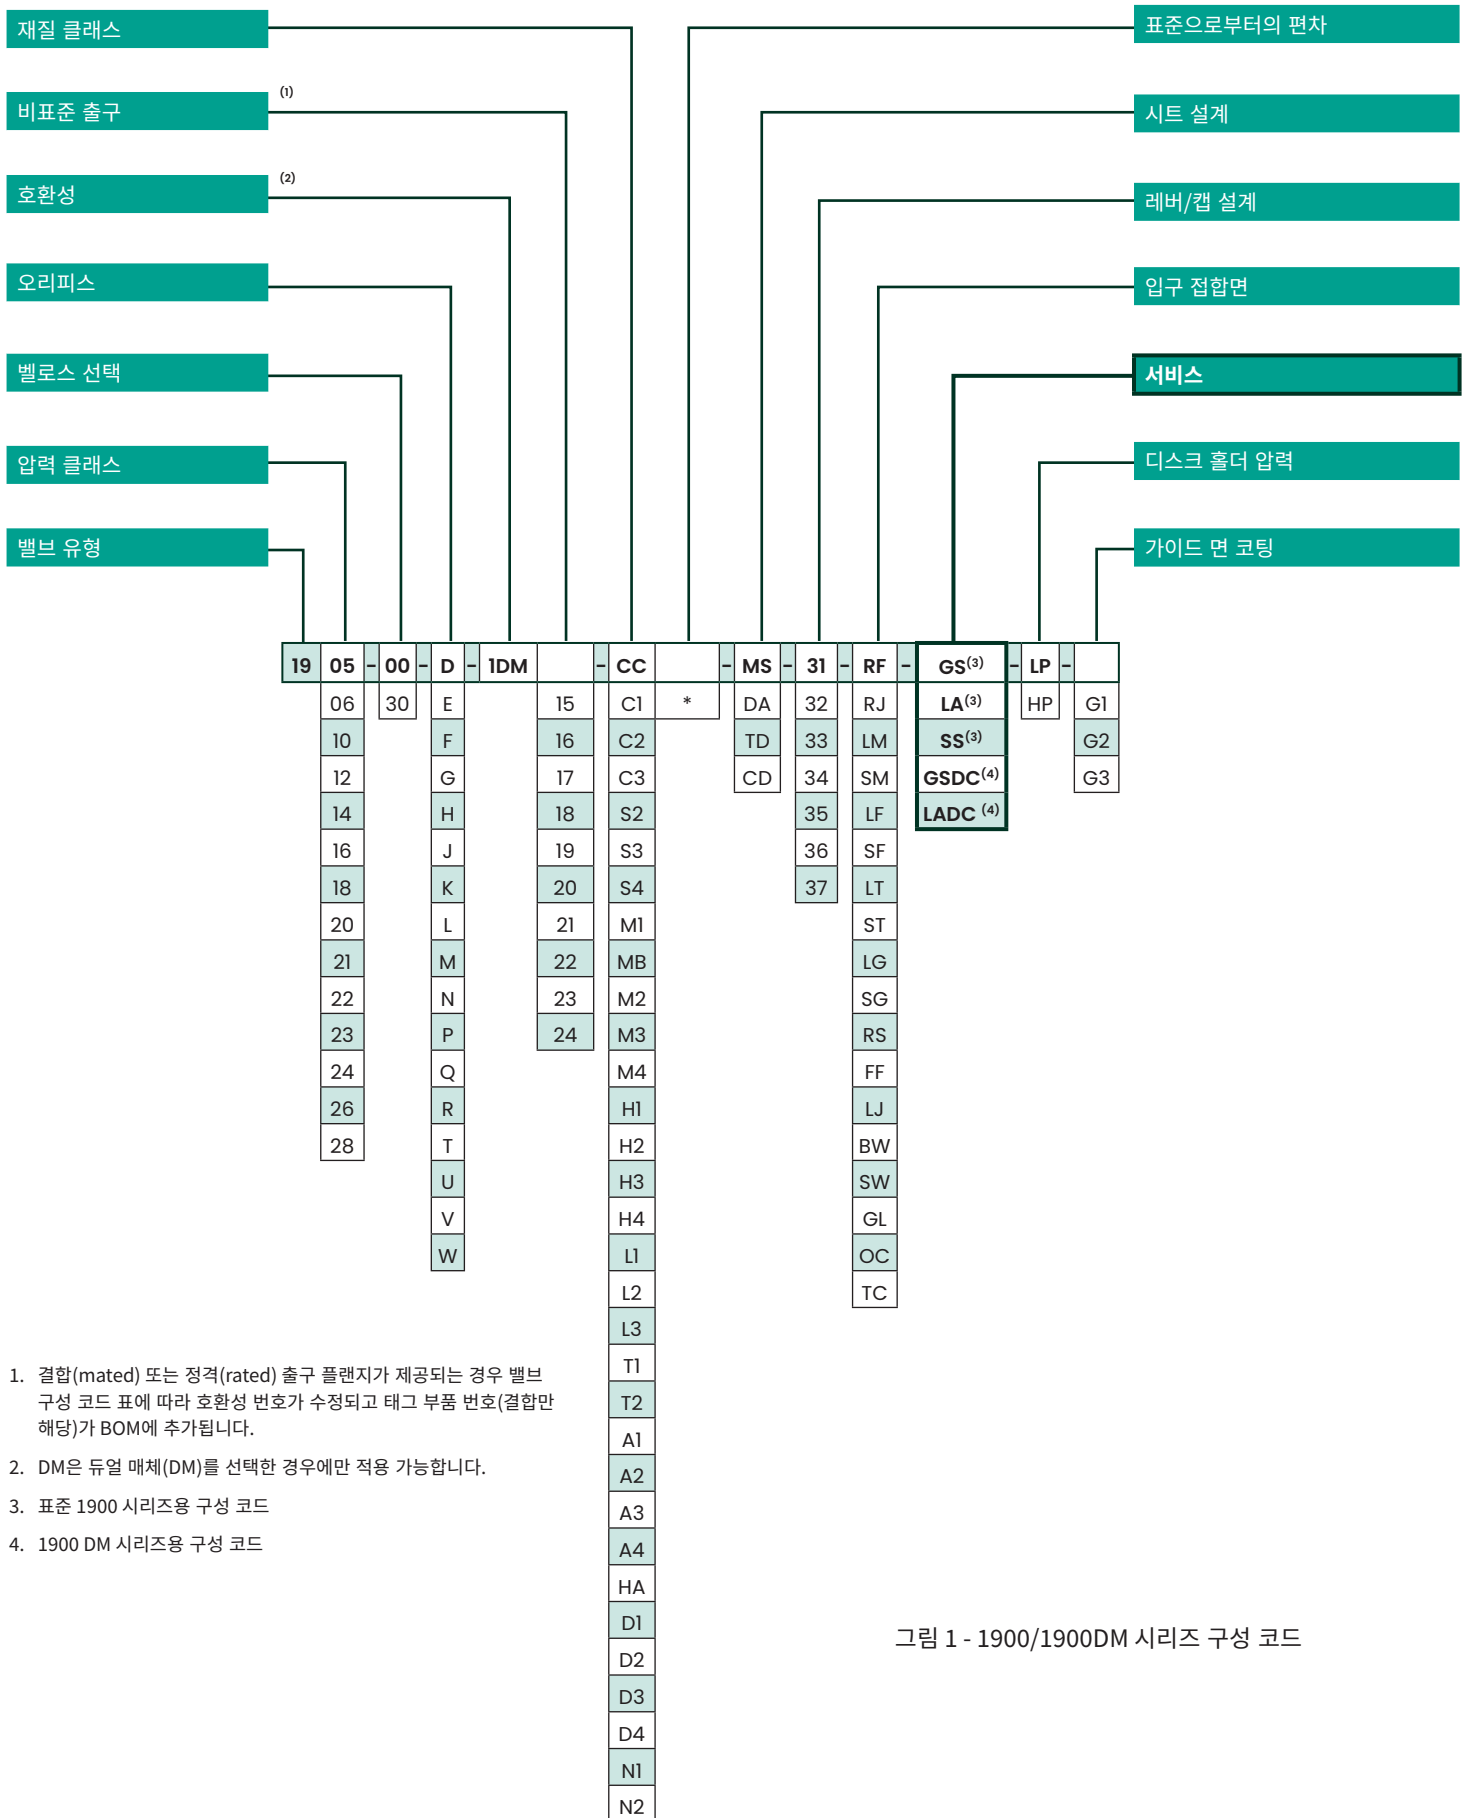 재질 클래스
표준으로부터의 편차
비표준 출구 (1)
시트 설계
호환성 (2)
레버/캡 설계
오리피스
입구 접합면
벨로스 선택
서비스
압력 클래스
디스크 홀더 압력
밸브 유형
가이드 면 코팅
19 05 - 00 - D - 1DM - CC - MS - 31 - RF - GS(3) - LP -
06 30 E 15 C1 * DA 32 RJ LA(3) HP G1
10 F 16 C2 TD 33 LM SS(3) G2
12 G 17 C3 CD 34 SM GSDC(4) G3
14 H 18 S2 35 LF LADC (4)
16 J 19 S3 36 SF
18 K 20 S4 37 LT
20 L 21 M1 ST
21 M 22 MB LG
22 N 23 M2 SG
23 P 24 M3 RS
24 Q M4 FF
26 R H1 LJ
28 T H2 BW
U H3 SW
V H4 GL
W L1 OC
L2 TC
L3
T1
T2
A1
A2
A3
A4
HA
D1
D2
D3
D4
N1
N2
1. 결합(mated) 또는 정격(rated) 출구 플랜지가 제공되는 경우 밸브
구성 코드 표에 따라 호환성 번호가 수정되고 태그 부품 번호(결합만
해당)가 BOM에 추가됩니다.
2. DM은 듀얼 매체(DM)를 선택한 경우에만 적용 가능합니다.
3. 표준 1900 시리즈용 구성 코드
4. 1900 DM 시리즈용 구성 코드
그림 1 - 1900/1900DM 시리즈 구성 코드